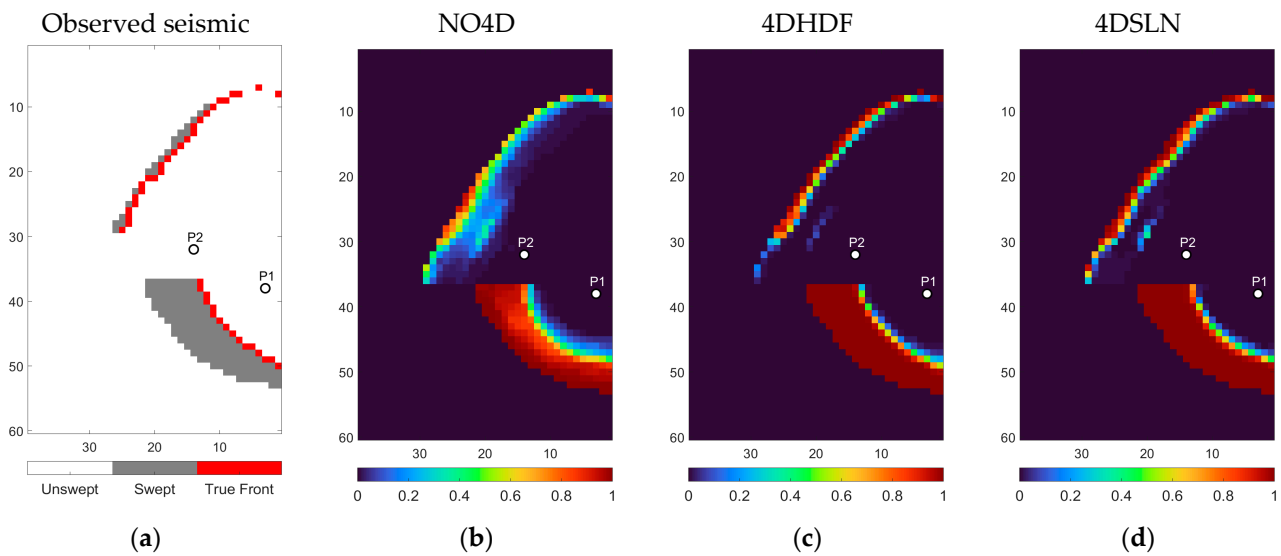 Observed seismic NO4D 4DHDF 4DSLN
10 10 10 10
20 20 20 20
30 30 30 30
P2 P2 P2 P2
P1 P1 P1 P1
40 40 40 40
50 50 50 50
60 60 60 60
30 20 10 30 20 10 30 20 10 30 20 10
Unswept Swept True Front
0 0.2 0.4 0.6 0.8 1 0 0.2 0.4 0.6 0.8 1 0 0.2 0.4 0.6 0.8 1
(a) (b) (c) (d)